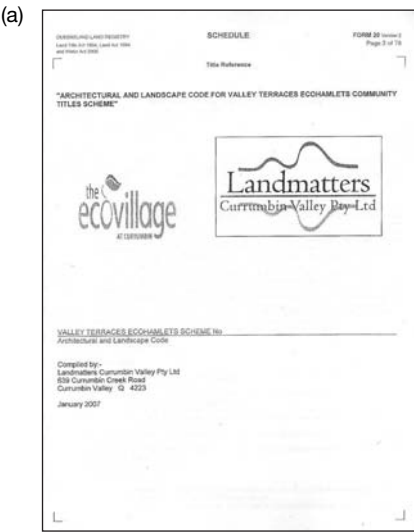 (a)
QUEENSLAND LAND REGISTRY
Land Title Act 1994, Land Act 1994
and Water Act 2000
SCHEDULE
FORM 20 Version 2
Page 2 of 78
Title Reference
"ARCHITECTURAL AND LANDSCAPE CODE FOR VALLEY TERRACES ECOHAMLETS COMMUNITY
TITLES SCHEME"
the
ecovillage
AT CURRUMBIN
Landmatters
Currumbin Valley Pty Ltd
VALLEY TERRACES ECOHAMLETS SCHEME No
Architectural and Landscape Code
Compiled by:-
Landmatters Currumbin Valley Pty Ltd
639 Currumbin Creek Road
Currumbin Valley Q 4223
January 2007